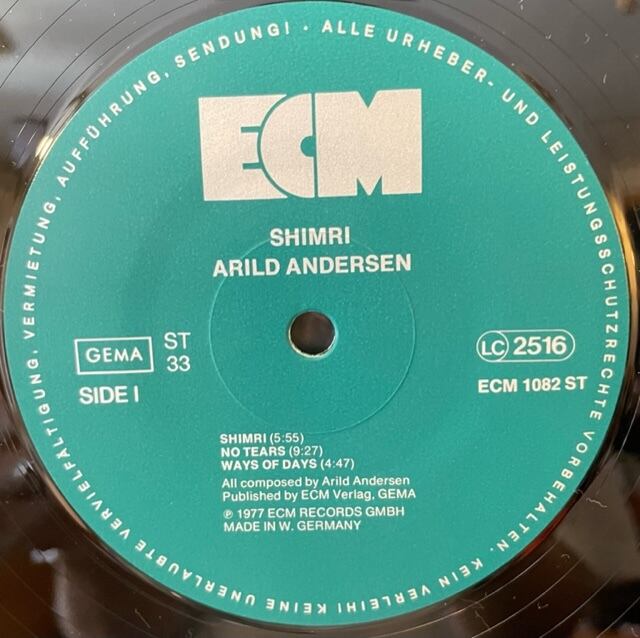 ALLE URHEBER- UND LEISTUNGSSCHUTZRECHTE VORBEHALTEN · KEIN VERLEIH! KEINE UNERLAUBTE VERVIELFÄLTIGUNG, VERMIETUNG, AUFFÜHRUNG, SENDUNG! ·
ECM
SHIMRI
ARILD ANDERSEN
GEMA
ST
33
SIDE I
LC 2516
ECM 1082 ST
SHIMRI (5:55)
NO TEARS (9:27)
WAYS OF DAYS (4:47)
All composed by Arild Andersen
Published by ECM Verlag, GEMA
℗ 1977 ECM RECORDS GMBH
MADE IN W. GERMANY